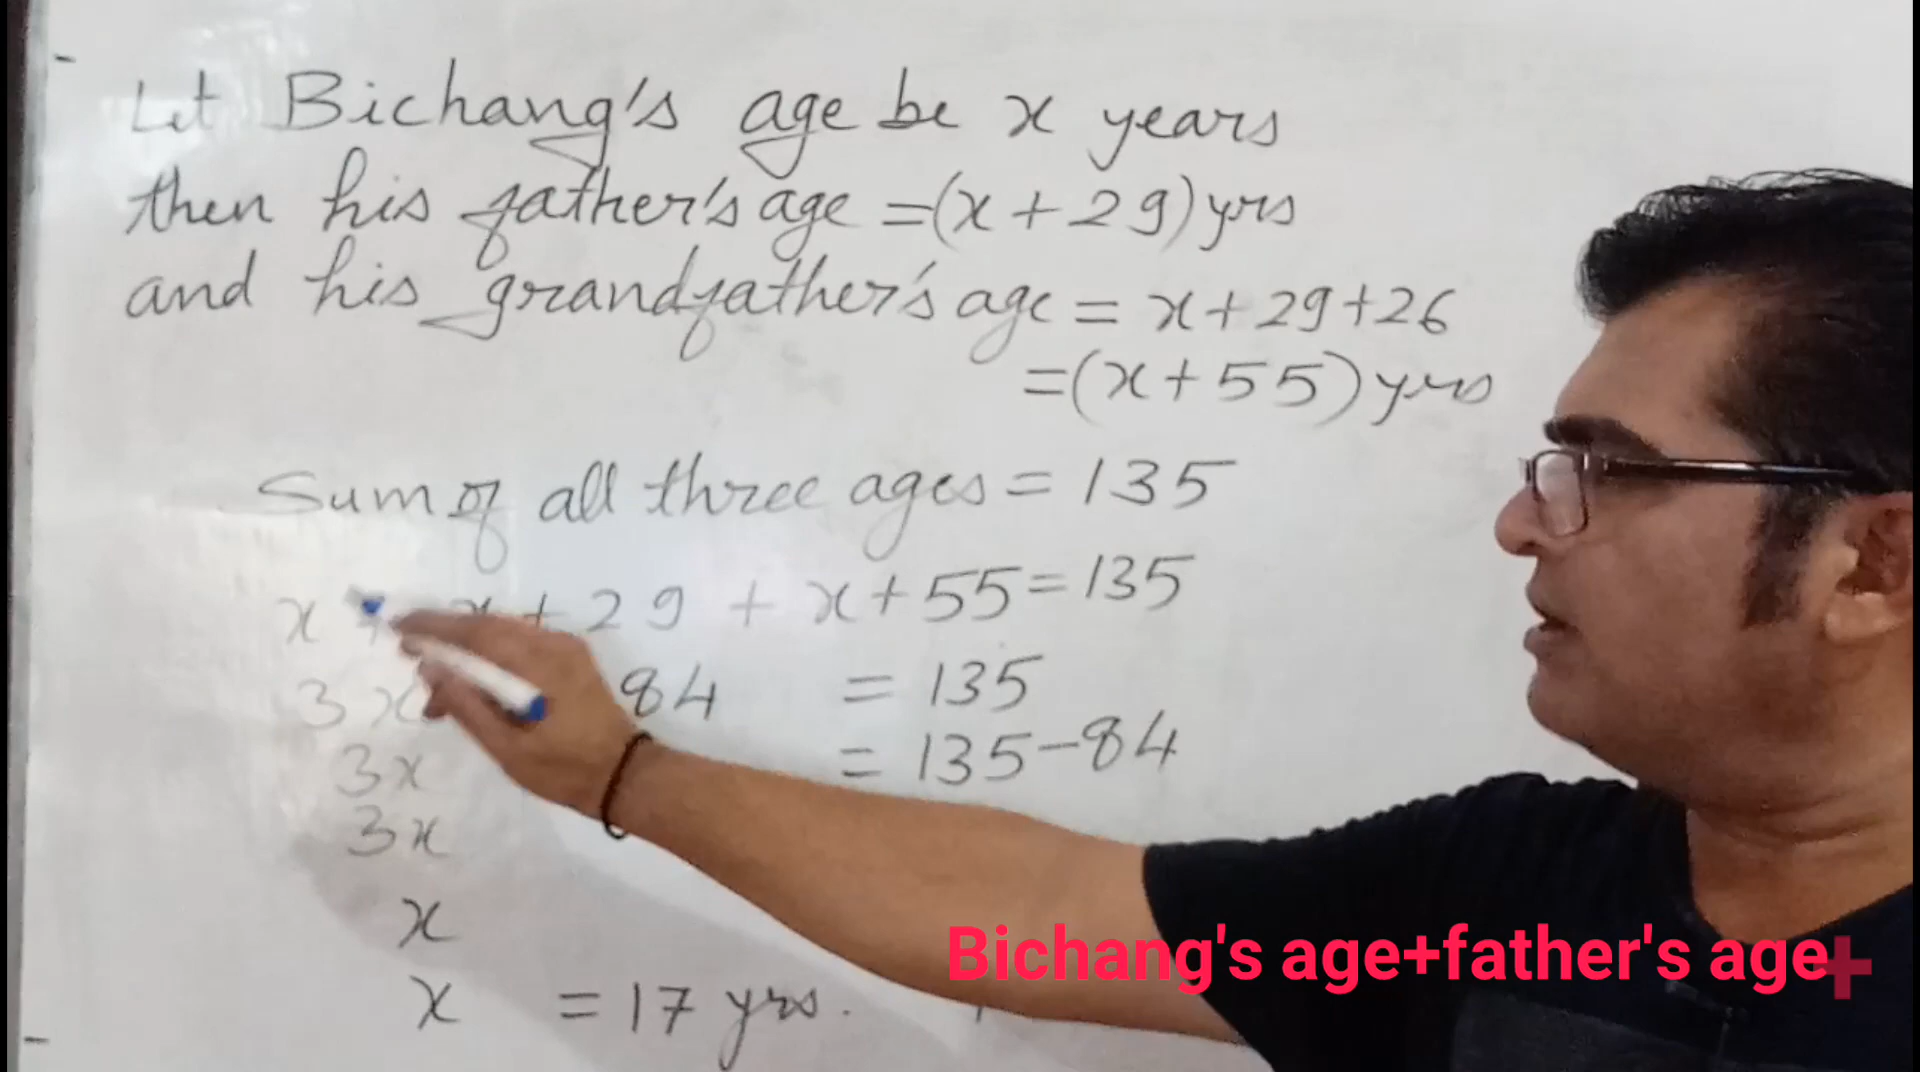 Let Bichang's age be x years
then his father's age =(x+29) yrs
and his grandfather's age = x+29+26
=(x+55) yrs
Sum of all three ages = 135
x + x + 29 + x+55=135
3x 84 = 135
3x = 135-84
3x
x
x = 17 yrs.
Bichang's age+father's age+